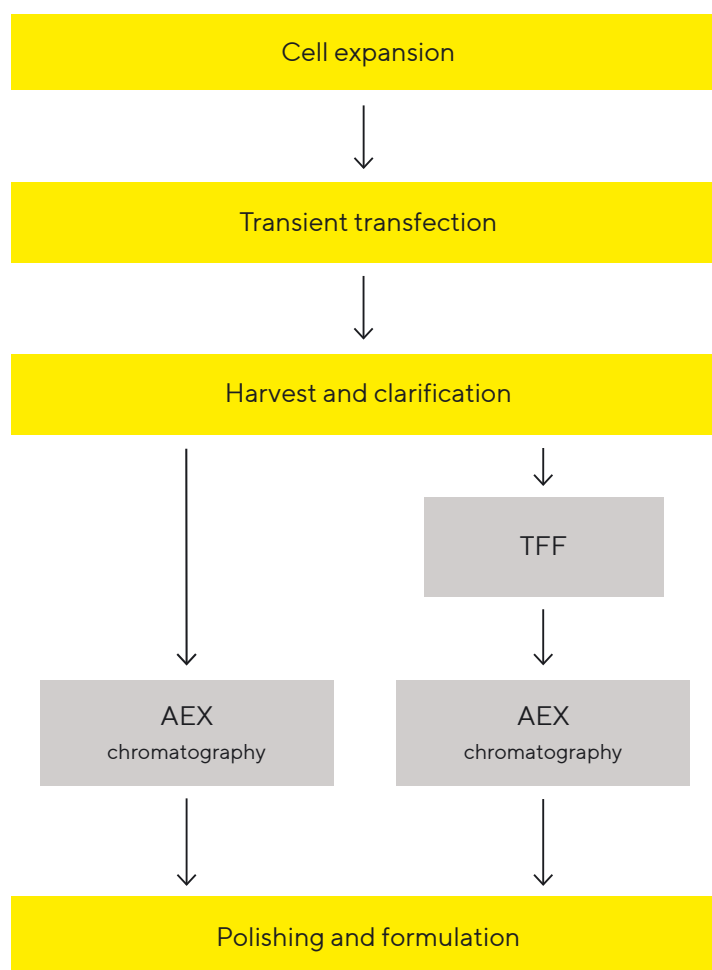 Cell expansion
Transient transfection
Harvest and clarification
TFF
AEX
chromatography
AEX
chromatography
Polishing and formulation